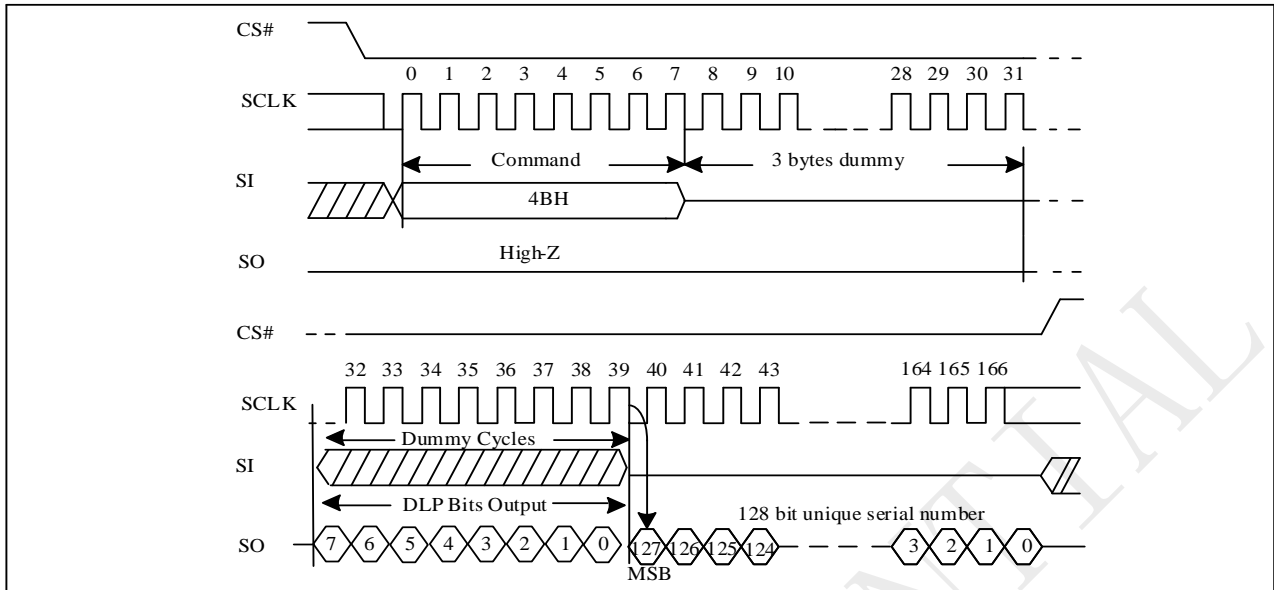 CS#
0 1 2 3 4 5 6 7 8 9 10 28 29 30 31
SCLK
Command 3 bytes dummy
SI
4BH
High-Z
SO
CS#
32 33 34 35 36 37 38 39 40 41 42 43 164 165 166
SCLK
Dummy Cycles
SI
DLP Bits Output
128 bit unique serial number
SO 7 6 5 4 3 2 1 0 127 126 125 124 3 2 1 0
MSB
NTIAL